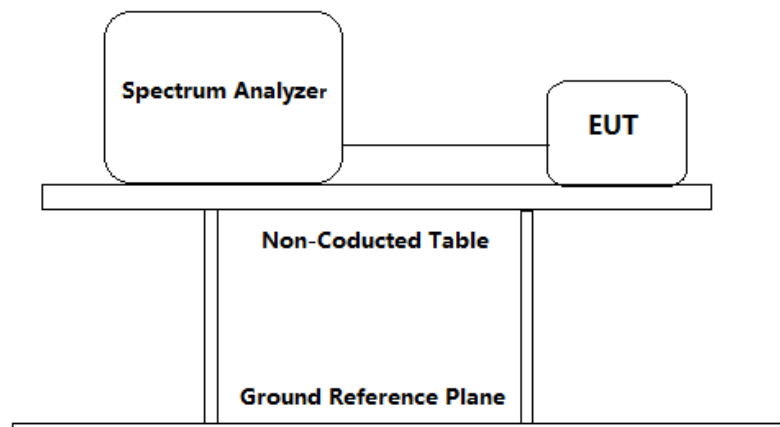 Spectrum Analyzer
EUT
Non-Coducted Table
Ground Reference Plane